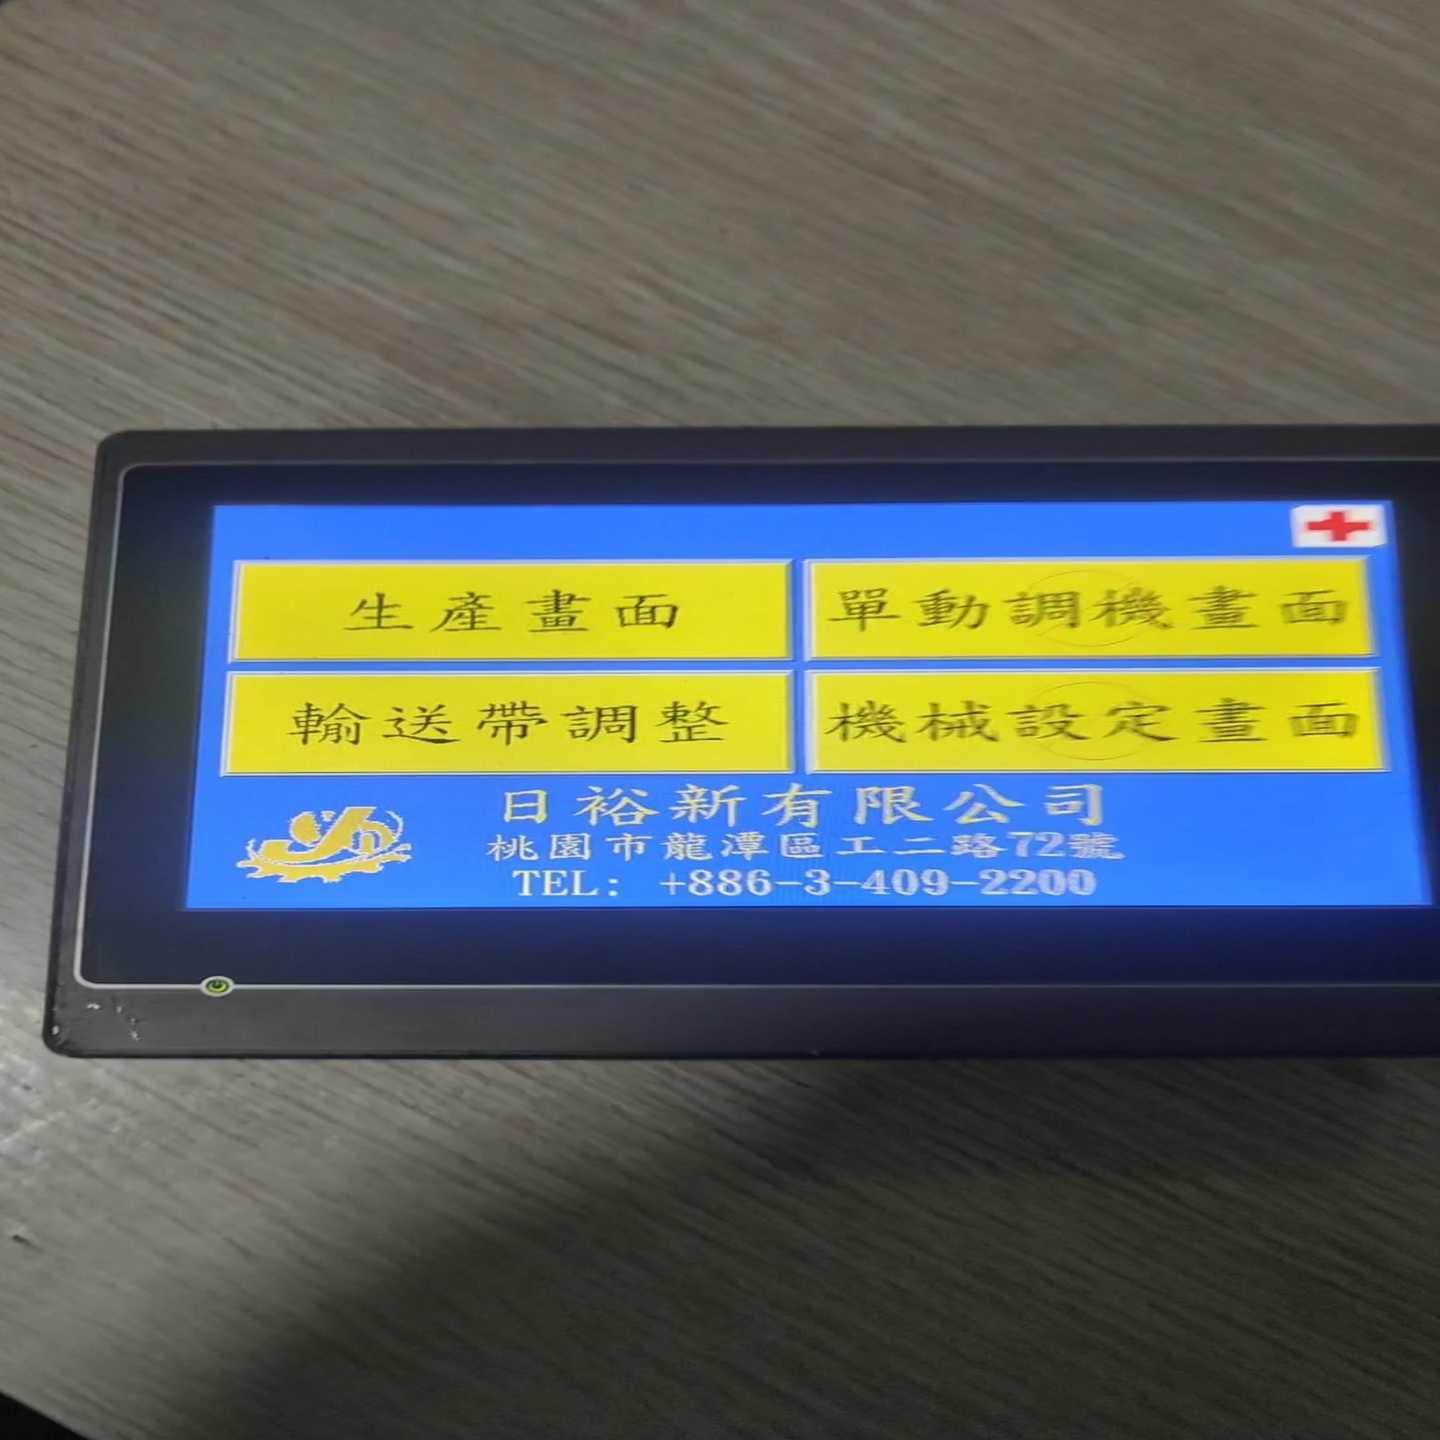 生產畫面
單動調機畫面
輸送帶調整
機械設定畫面
日裕新有限公司
桃園市龍潭區工二路72號
TEL: +886-3-409-2200